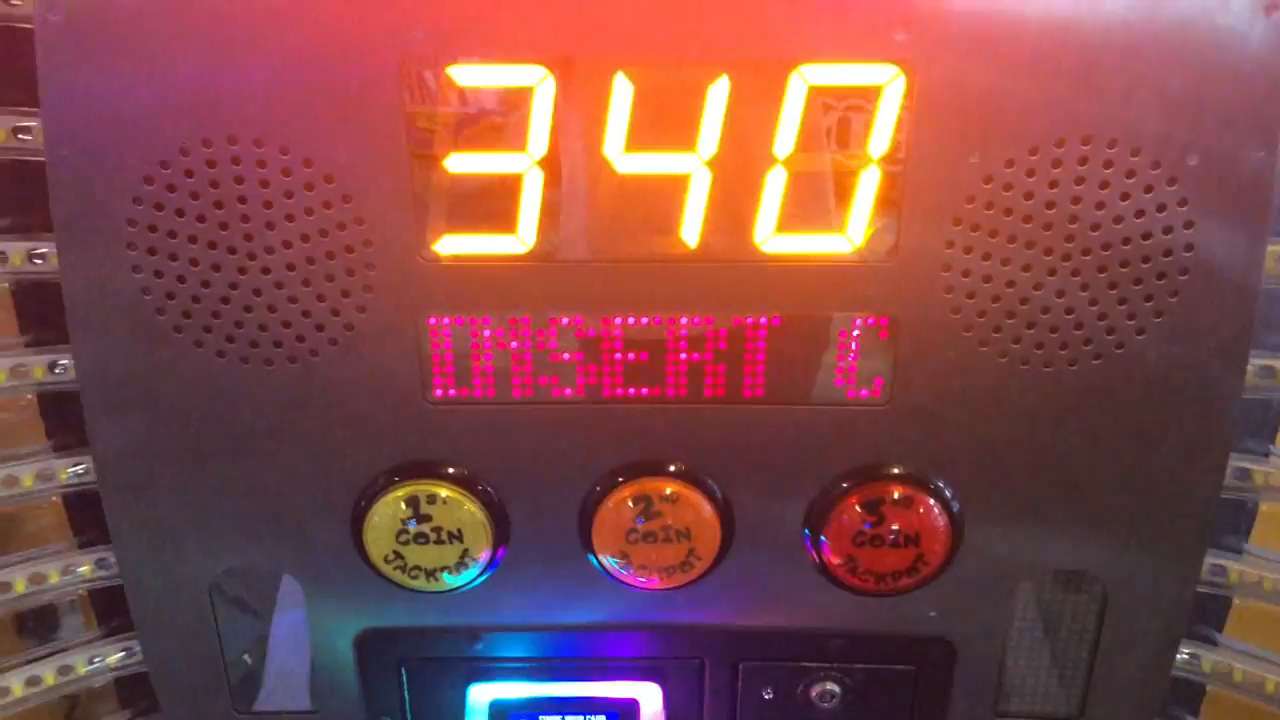 340
INSERT C
1ST COIN JACKPOT
2ND COIN JACKPOT
3RD COIN JACKPOT